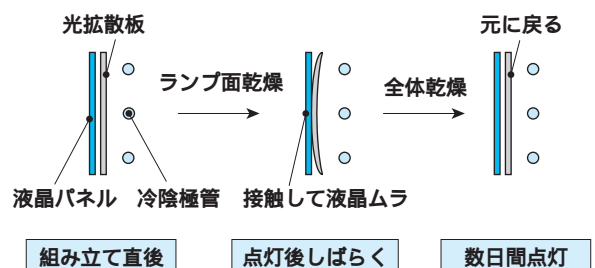 光拡散板
元に戻る
ランプ面乾燥
全体乾燥
液晶パネル
冷陰極管
接触して液晶ムラ
組み立て直後
点灯後しばらく
数日間点灯